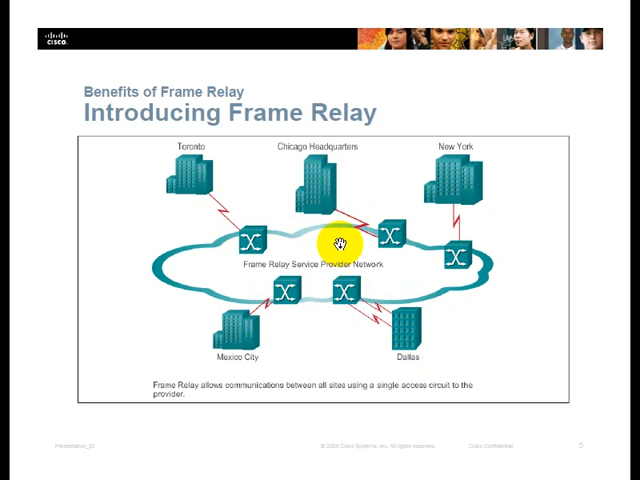 CISCO
Benefits of Frame Relay
Introducing Frame Relay
Toronto
Chicago Headquarters
New York
Frame Relay Service Provider Network
Mexico City
Dallas
Frame Relay allows communications between all sites using a single access circuit to the
provider.
Presentation_ID
Cisco Systems, Inc. All rights reserved.
Cisco Confidential